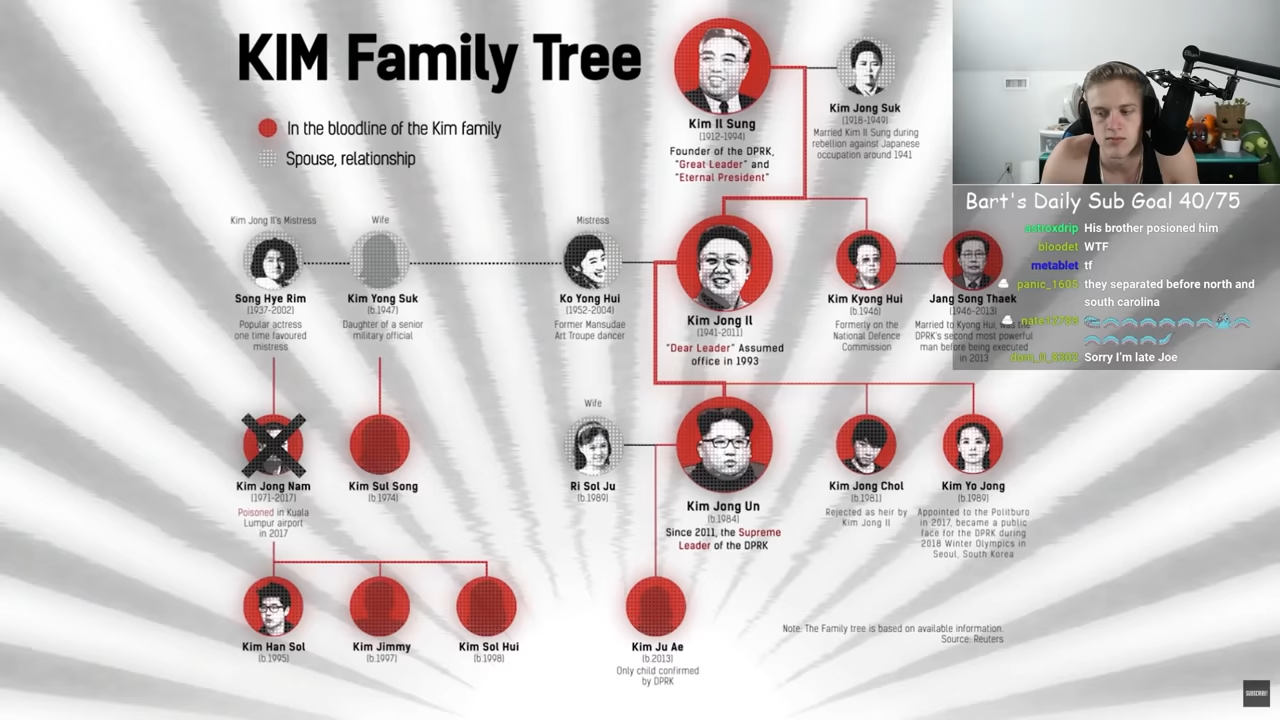 KIM Family Tree
In the bloodline of the Kim family
Spouse, relationship
Kim Il Sung
(1912-1994)
Founder of the DPRK,
"Great Leader" and
"Eternal President"
Kim Jong Suk
(1918-1949)
Married Kim Il Sung during
rebellion against Japanese
occupation around 1941
Kim Jong Il's Mistress
Song Hye Rim
(1937-2002)
Popular actress
one time favoured
mistress
Wife
Kim Yong Suk
(b.1947)
Daughter of a senior
military official
Mistress
Ko Yong Hui
(1952-2004)
Former Mansudae
Art Troupe dancer
Kim Jong Il
(1941-2011)
"Dear Leader" Assumed
office in 1993
Kim Kyong Hui
(b.1946)
Formerly on the
National Defence
Commission
Jang Song Thaek
(1946-2013)
Married to Kyong Hui, was the
DPRK's second most powerful
man before being executed
in 2013
Kim Jong Nam
(1971-2017)
Poisoned in Kuala
Lumpur airport
in 2017
Kim Sul Song
(b.1974)
Wife
Ri Sol Ju
(b.1989)
Kim Jong Un
(b.1984)
Since 2011, the Supreme
Leader of the DPRK
Kim Jong Chol
(b.1981)
Rejected as heir by
Kim Jong Il
Kim Yo Jong
(b.1989)
Appointed to the Politburo
in 2017, became a public
face for the DPRK during
2018 Winter Olympics in
Seoul, South Korea
Kim Han Sol
(b.1995)
Kim Jimmy
(b.1997)
Kim Sol Hui
(b.1998)
Kim Ju Ae
(b.2013)
Only child confirmed
by DPRK
Note: The Family tree is based on available information.
Source: Reuters
Bart's Daily Sub Goal 40/75
astroxdrip His brother posioned him
bloodet WTF
metablet tf
panic_1605 they separated before north and
south carolina
Sorry I'm late Joe
SUBSCRIBE!